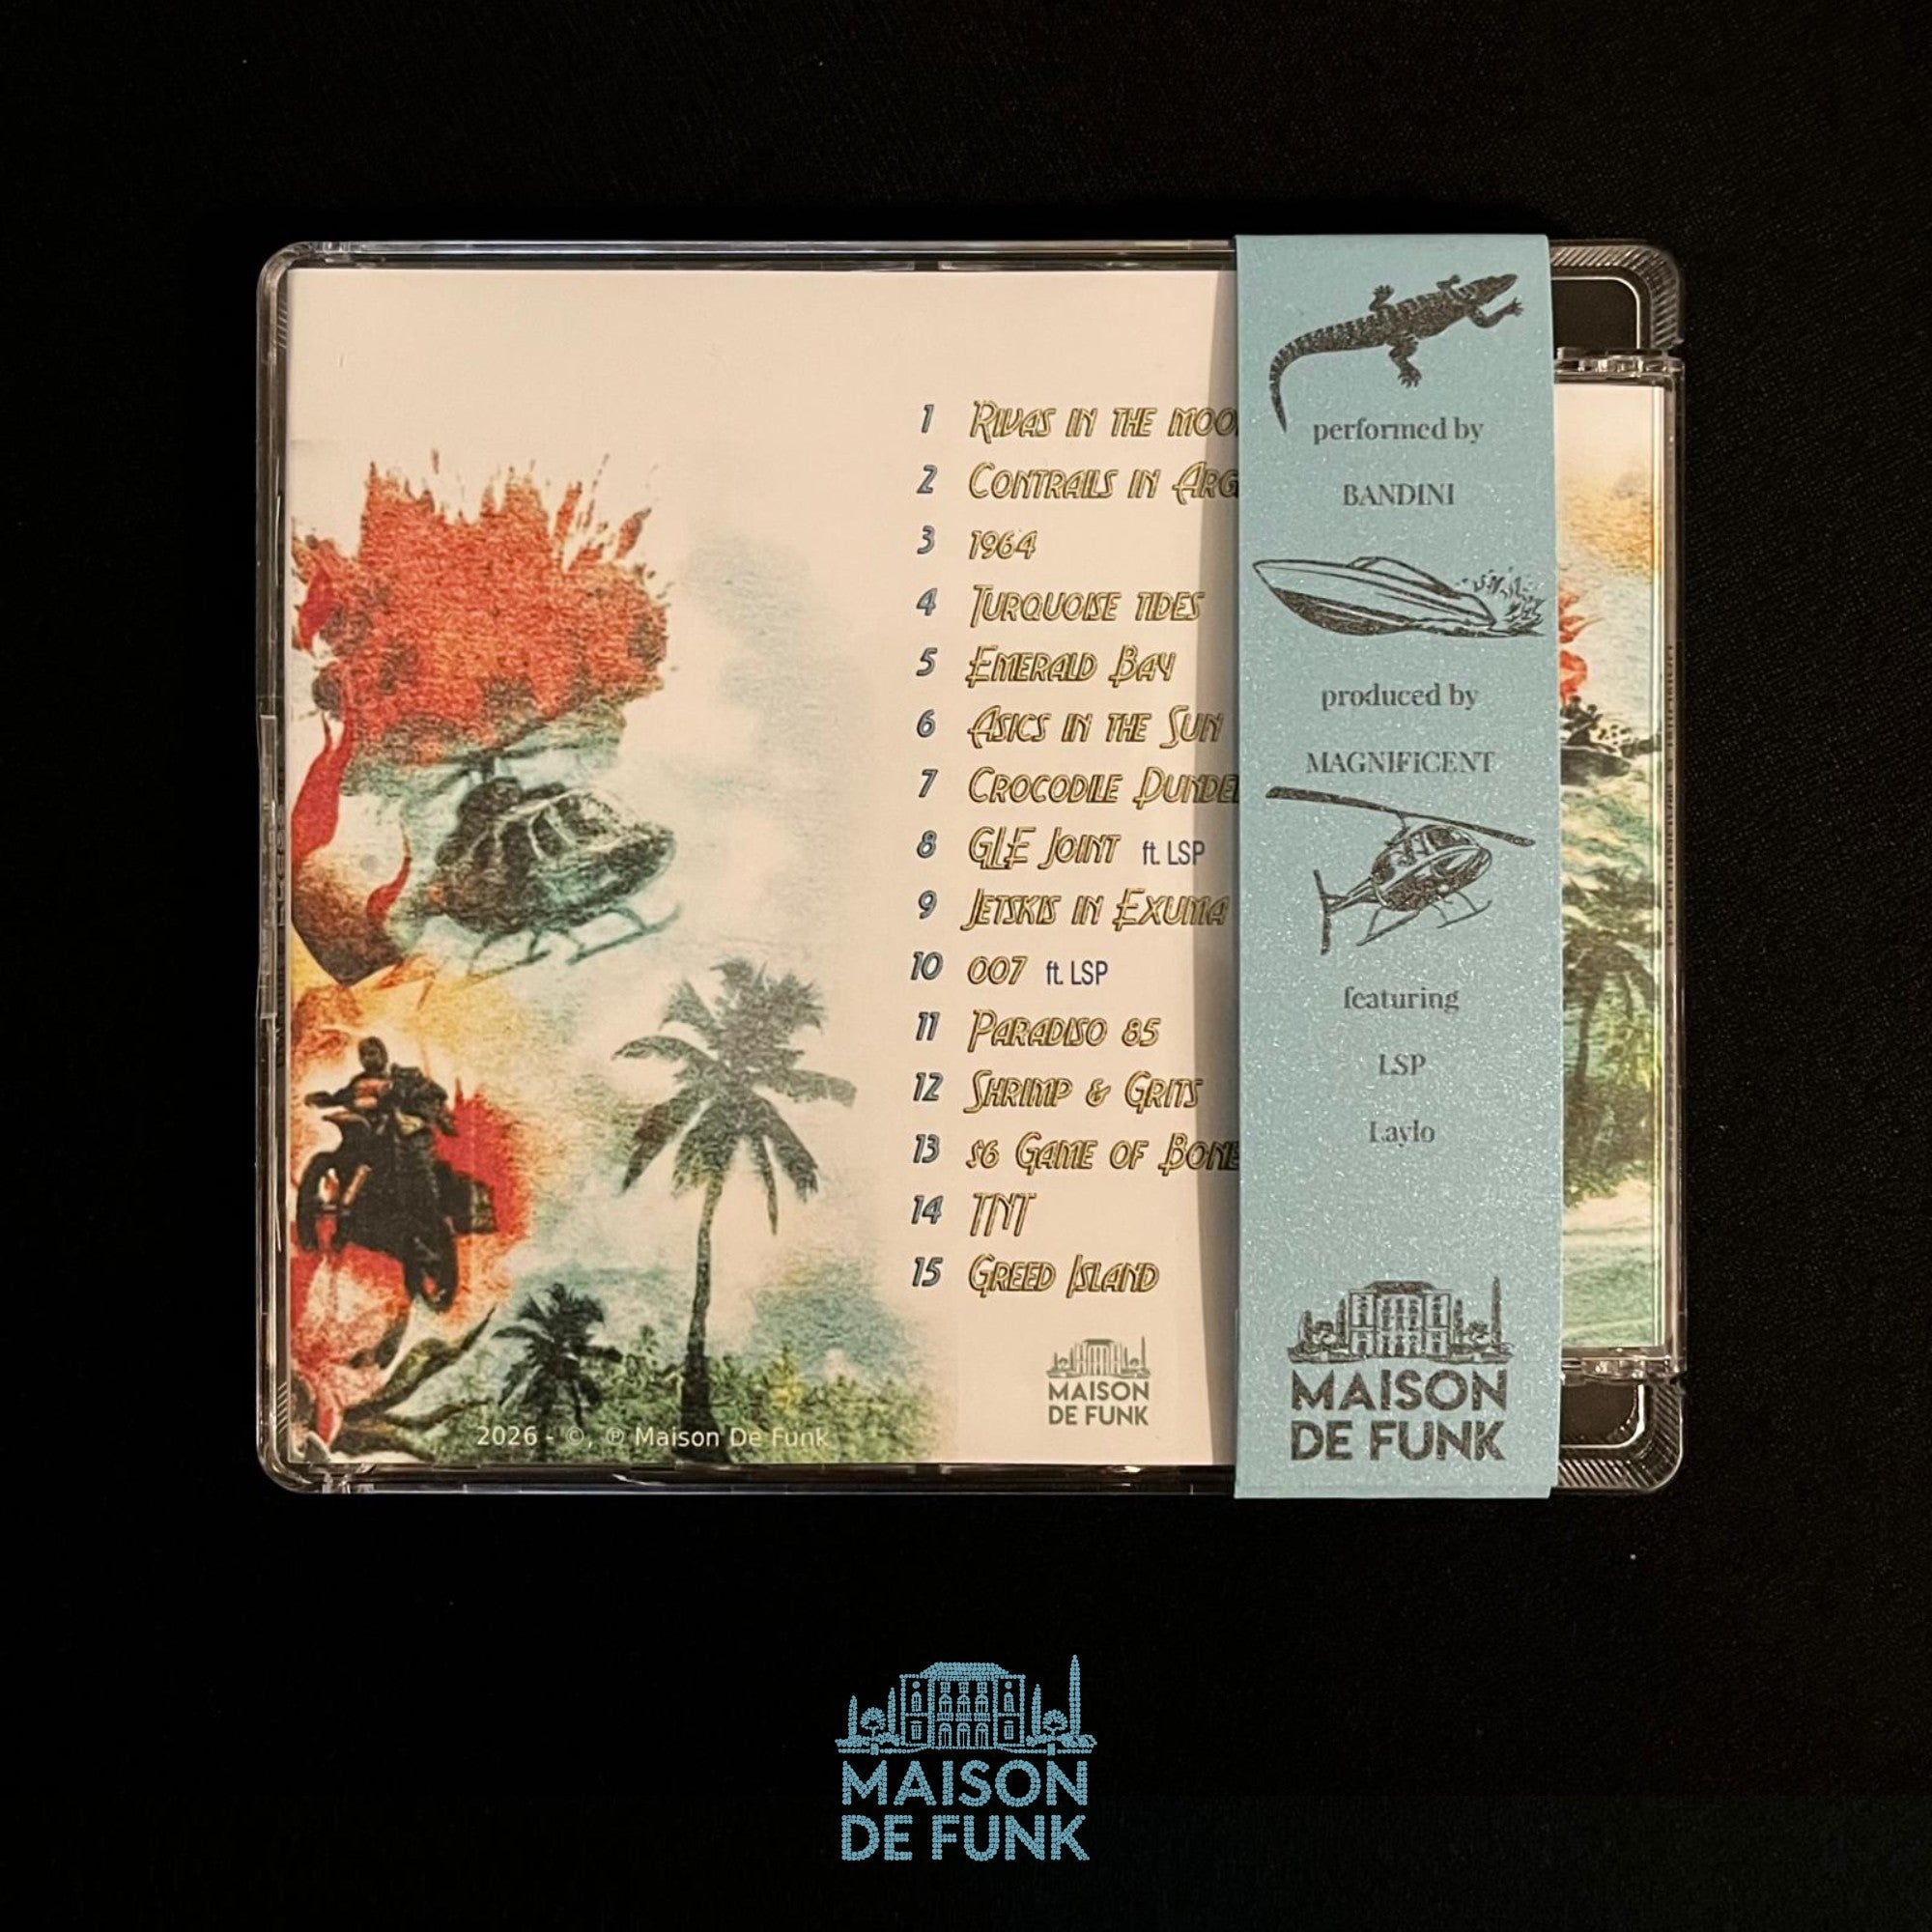 1 RIVAS IN THE MOO
2 CONTRAILS IN ARG
3 1964
4 TURQUOISE TIDES
5 EMERALD BAY
6 ASICS IN THE SUN
7 CROCODILE DUNDE
8 GLE JOINT ft. LSP
9 JETSKIS IN EXUMA
10 007 ft. LSP
11 PARADISO 85
12 SHRIMP & GRITS
13 $6 GAME OF BONE
14 TNT
15 GREED ISLAND
MAISON
DE FUNK
2026 - ©, ℗ Maison De Funk
performed by
BANDINI
produced by
MAGNIFICENT
featuring
LSP
Laylo
MAISON
DE FUNK
MAISON
DE FUNK